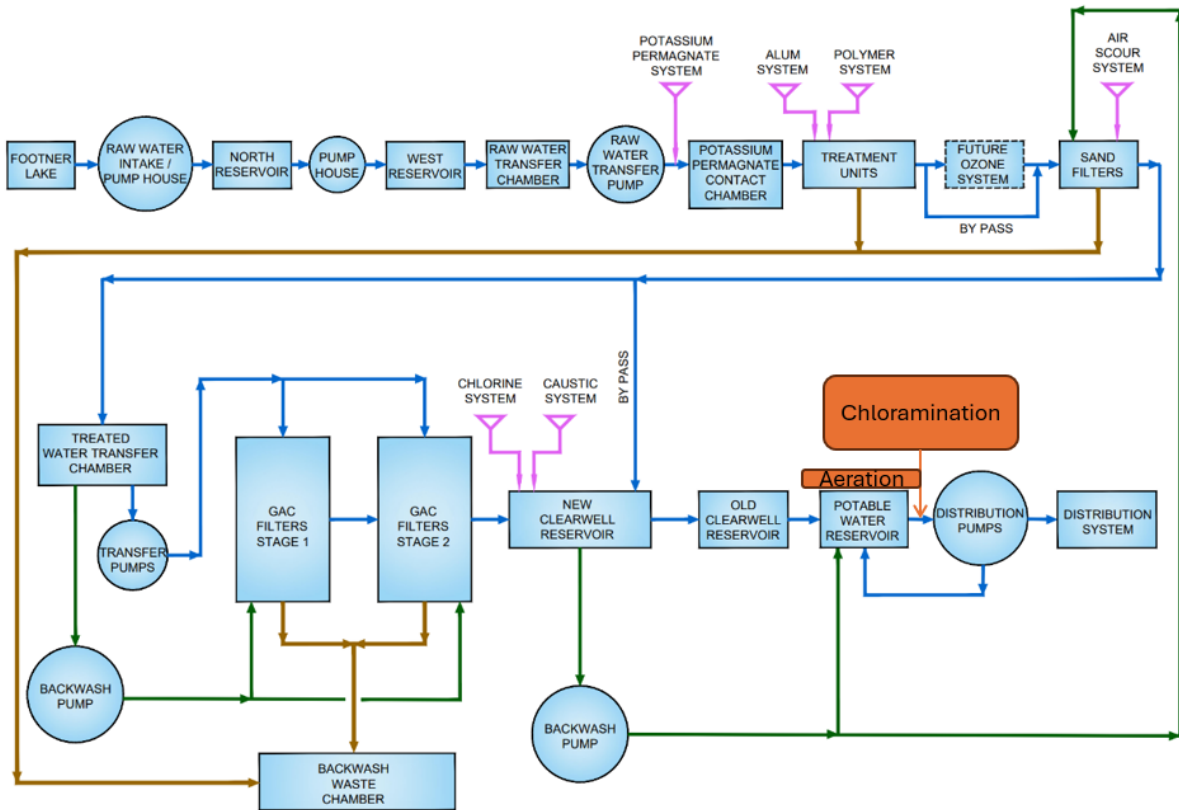 POTASSIUM
PERMAGNATE
SYSTEM
ALUM
SYSTEM
POLYMER
SYSTEM
AIR
SCOUR
SYSTEM
FOOTNER
LAKE
RAW WATER
INTAKE /
PUMP HOUSE
NORTH
RESERVOIR
PUMP
HOUSE
WEST
RESERVOIR
RAW WATER
TRANSFER
CHAMBER
RAW
WATER
TRANSFER
PUMP
POTASSIUM
PERMAGNATE
CONTACT
CHAMBER
TREATMENT
UNITS
FUTURE
OZONE
SYSTEM
SAND
FILTERS
BY PASS
BY PASS
CHLORINE
SYSTEM
CAUSTIC
SYSTEM
Chloramination
Aeration
TREATED
WATER TRANSFER
CHAMBER
TRANSFER
PUMPS
GAC
FILTERS
STAGE 1
GAC
FILTERS
STAGE 2
NEW
CLEARWELL
RESERVOIR
OLD
CLEARWELL
RESERVOIR
POTABLE
WATER
RESERVOIR
DISTRIBUTION
PUMPS
DISTRIBUTION
SYSTEM
BACKWASH
PUMP
BACKWASH
PUMP
BACKWASH
WASTE
CHAMBER